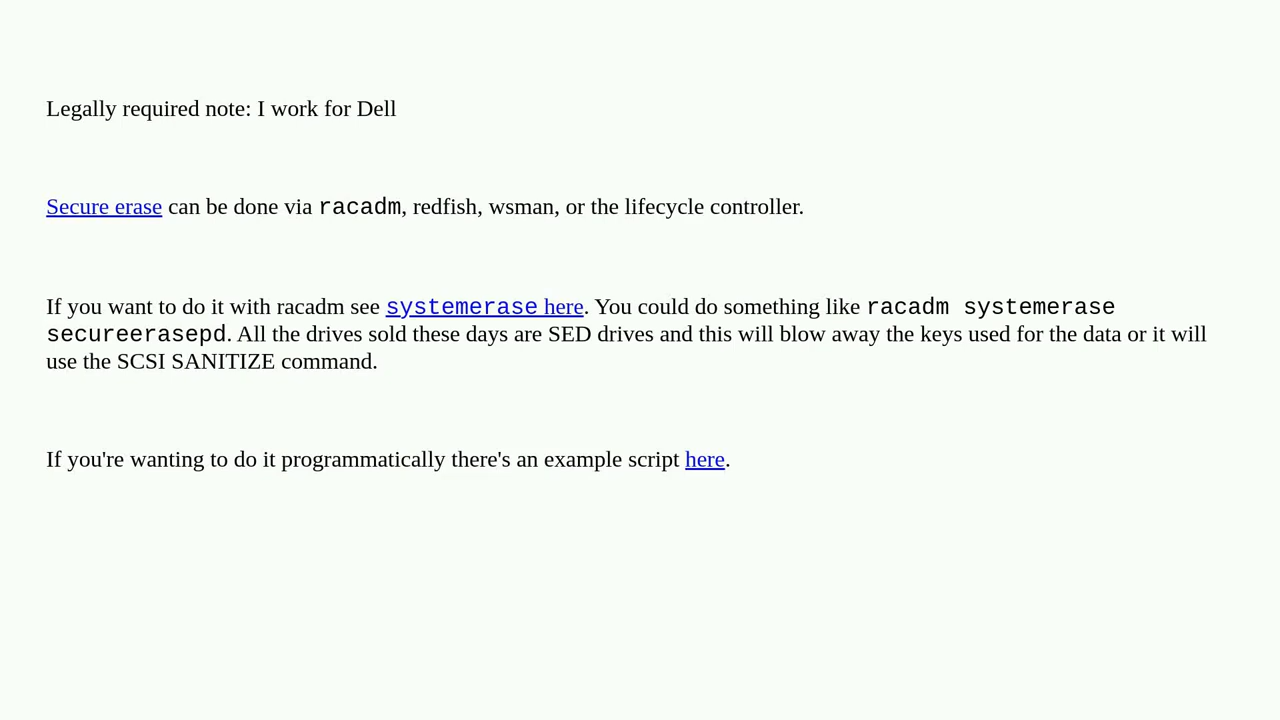 Legally required note: I work for Dell
Secure erase can be done via racadm, redfish, wsman, or the lifecycle controller.
If you want to do it with racadm see systemerase here. You could do something like racadm systemerase
secureerasepd. All the drives sold these days are SED drives and this will blow away the keys used for the data or it will
use the SCSI SANITIZE command.
If you're wanting to do it programmatically there's an example script here.